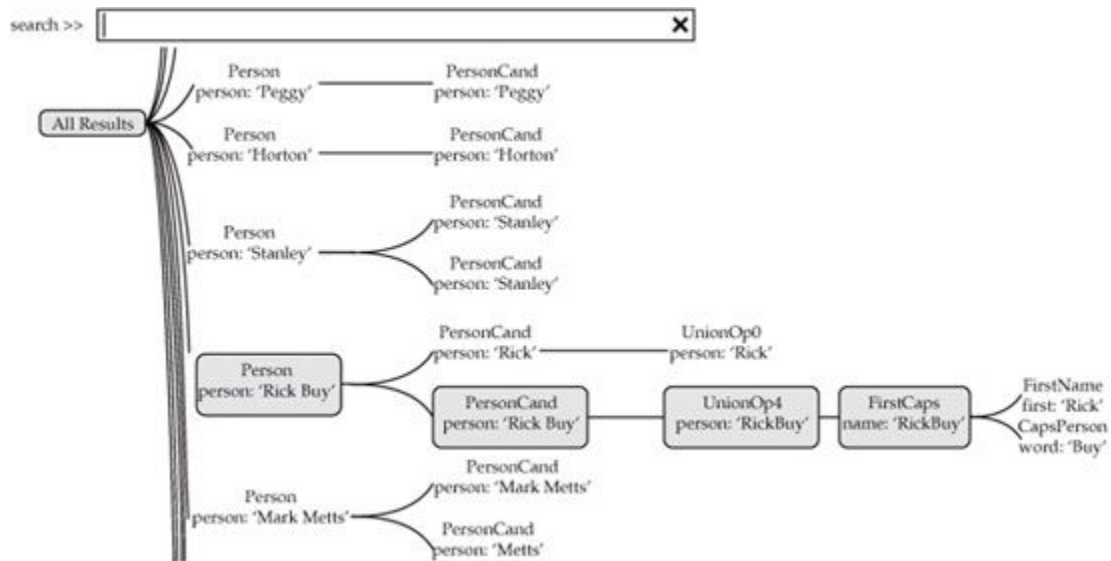 search >>
All Results
Person
person: ‘Peggy’
PersonCand
person: ‘Peggy’
Person
person: ‘Horton’
PersonCand
person: ‘Horton’
Person
person: ‘Stanley’
PersonCand
person: ‘Stanley’
PersonCand
person: ‘Stanley’
Person
person: ‘Rick Buy’
PersonCand
person: ‘Rick’
UnionOp0
person: ‘Rick’
PersonCand
person: ‘Rick Buy’
UnionOp4
person: ‘RickBuy’
FirstCaps
name: ‘RickBuy’
FirstName
first: ‘Rick’
CapsPerson
word: ‘Buy’
Person
person: ‘Mark Metts’
PersonCand
person: ‘Mark Metts’
PersonCand
person: ‘Metts’